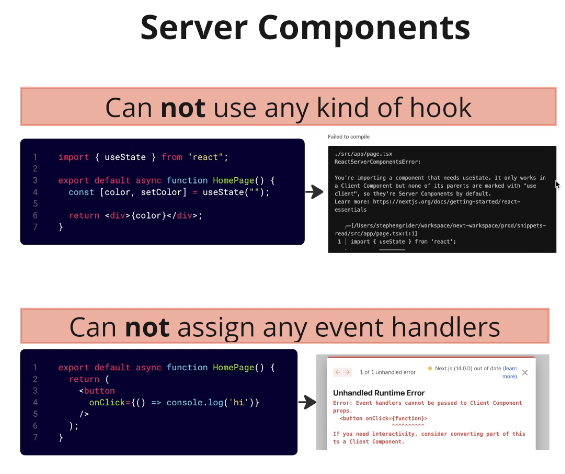 Server Components
Can not use any kind of hook
1 import { useState } from "react";
2
3 export default async function HomePage() {
4 const [color, setColor] = useState("");
5
6 return <div>{color}</div>;
7 }
Failed to compile
./src/app/page.tsx
ReactServerComponentsError:
You're importing a component that needs useState. It only works in
a Client Component but none of its parents are marked with "use
client", so they're Server Components by default.
Learn more: https://nextjs.org/docs/getting-started/react-
essentials
╭─[/Users/stephengrider/workspace/next-workspace/prod/snippets-
read/src/app/page.tsx:1:1]
1 │ import { useState } from 'react';
Can not assign any event handlers
1 export default async function HomePage() {
2 return (
3 <button
4 onClick={() => console.log('hi')}
5 />
6 );
7 }
1 of 1 unhandled error
Next.js (14.0.0) out of date (learn
more)
Unhandled Runtime Error
Error: Event handlers cannot be passed to Client Component
props.
<button onClick={function}>
^^^^^^^^^^
If you need interactivity, consider converting part of this
to a Client Component.